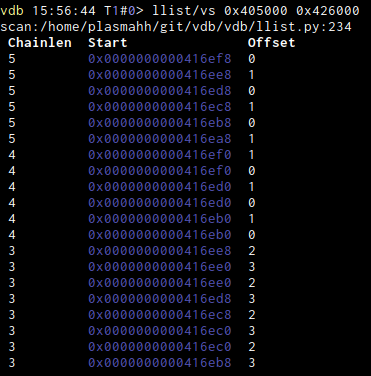 vdb 15:56:44 T1#0> llist/vs 0x405000 0x426000
scan:/home/plasmahh/git/vdb/vdb/llist.py:234
Chainlen Start Offset
5 0x0000000000416ef8 0
5 0x0000000000416ee8 1
5 0x0000000000416ed8 0
5 0x0000000000416ec8 1
5 0x0000000000416eb8 0
5 0x0000000000416ea8 1
4 0x0000000000416ef0 1
4 0x0000000000416ef0 0
4 0x0000000000416ed0 1
4 0x0000000000416ed0 0
4 0x0000000000416eb0 1
4 0x0000000000416eb0 0
3 0x0000000000416ee8 2
3 0x0000000000416ee0 3
3 0x0000000000416ee0 2
3 0x0000000000416ed8 3
3 0x0000000000416ec8 2
3 0x0000000000416ec0 3
3 0x0000000000416ec0 2
3 0x0000000000416eb8 3